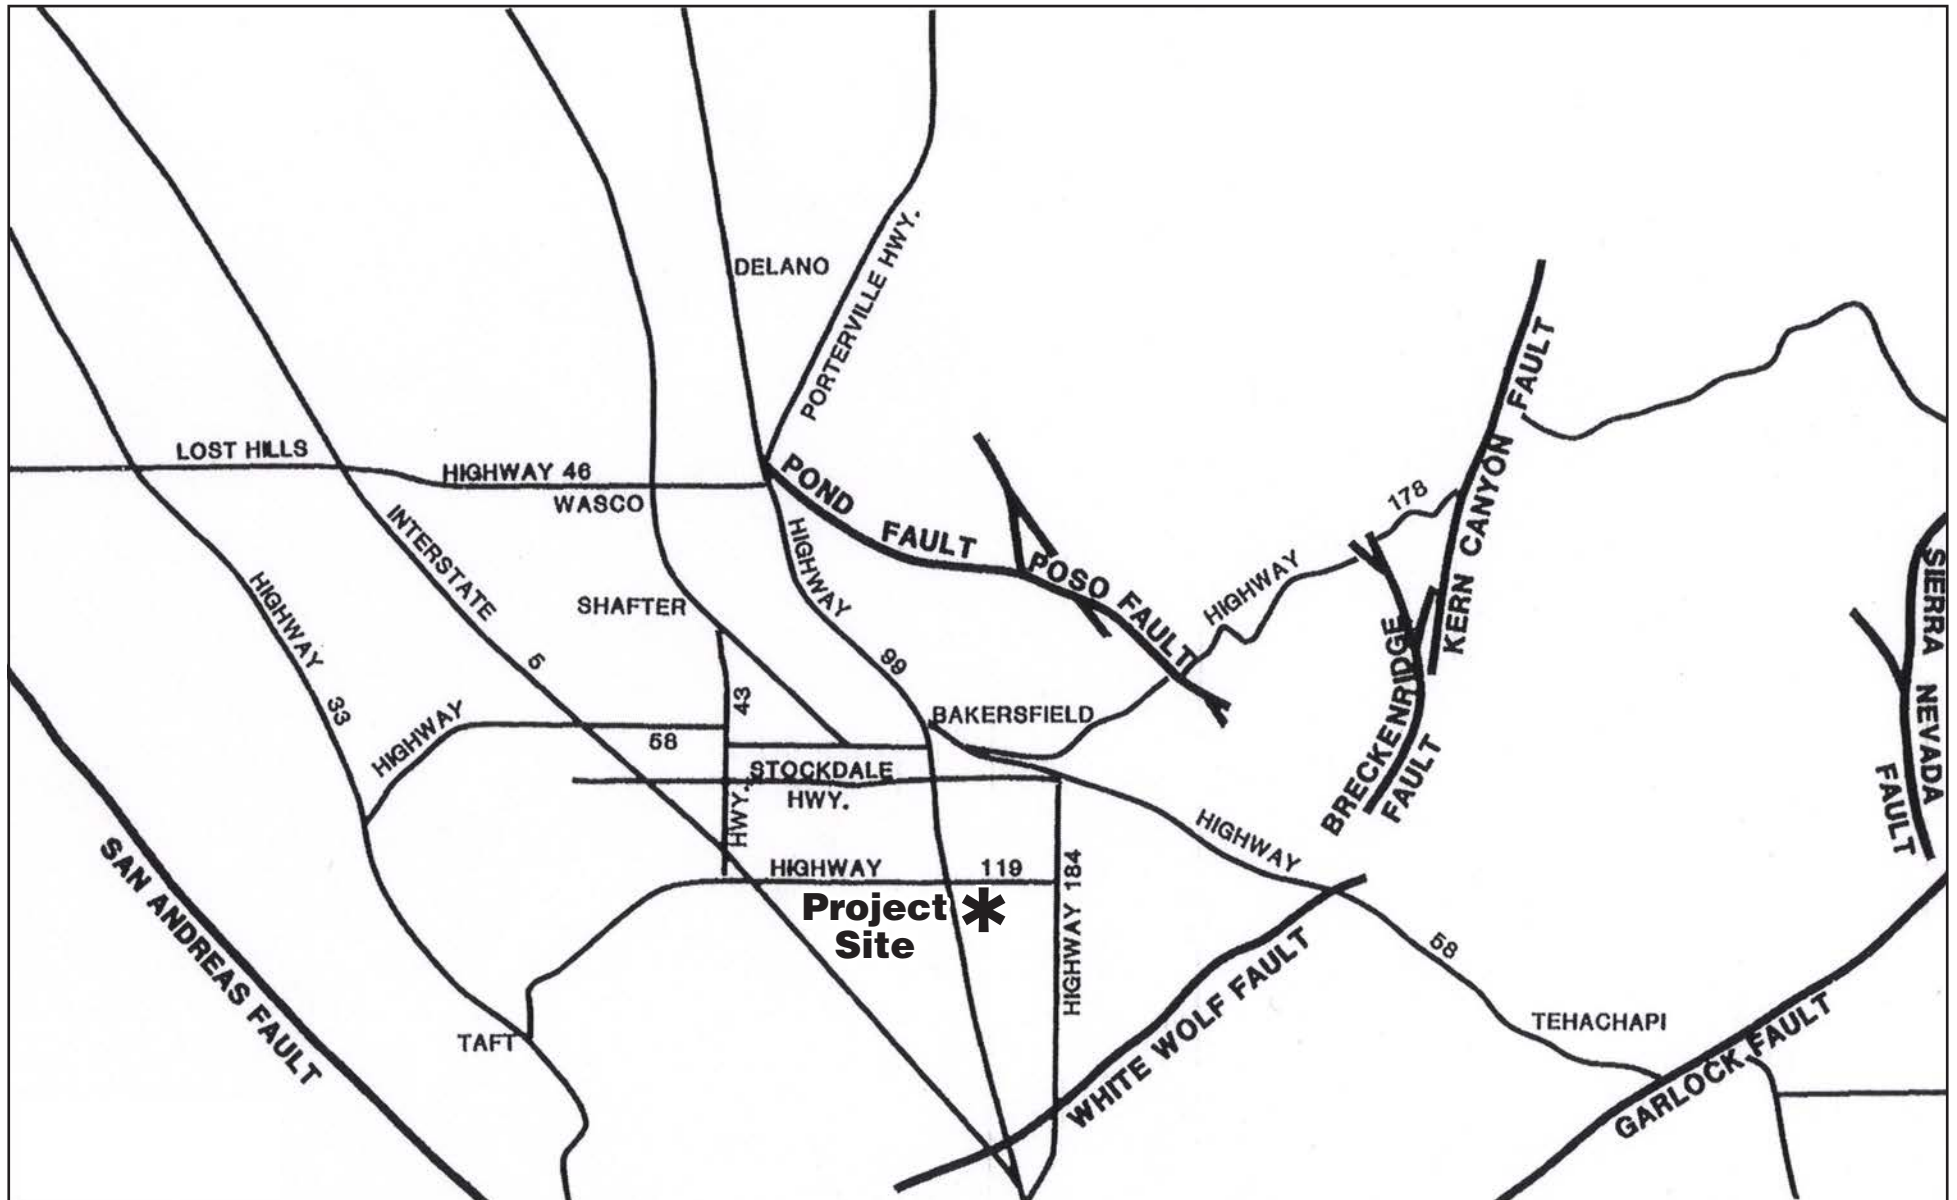 DELANO
PORTERVILLE HWY.
LOST HILLS
HIGHWAY 46
WASCO
POND FAULT
POSO FAULT
KERN CANYON FAULT
HIGHWAY 178
INTERSTATE 5
HIGHWAY 99
HIGHWAY 33
SHAFTER
SIERRA NEVADA FAULT
BRECKENRIDGE FAULT
HIGHWAY 58
HWY. 43
BAKERSFIELD
STOCKDALE
HWY.
HIGHWAY 58
HIGHWAY 119
HIGHWAY 184
Project
Site
SAN ANDREAS FAULT
WHITE WOLF FAULT
TAFT
TEHACHAPI
GARLOCK FAULT